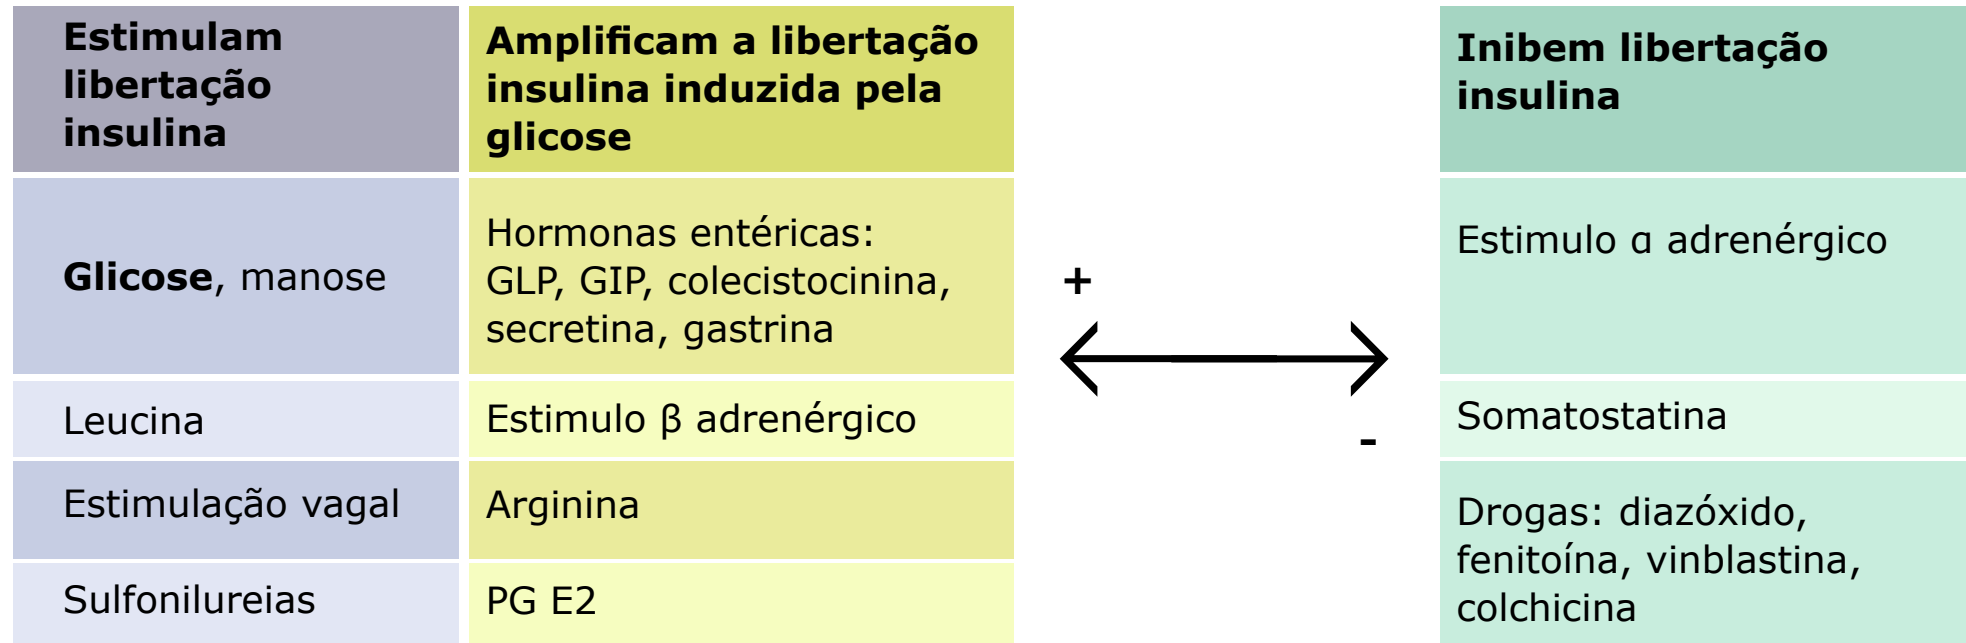 Estimulam
libertação
insulina
Amplificam a libertação
insulina induzida pela
glicose
Inibem libertação
insulina
Glicose, manose
Hormonas entéricas:
GLP, GIP, colecistocinina,
secretina, gastrina
+
-
Estimulo α adrenérgico
Leucina
Estimulo β adrenérgico
Somatostatina
Estimulação vagal
Arginina
Drogas: diazóxido,
fenitoína, vinblastina,
colchicina
Sulfonilureias
PG E2